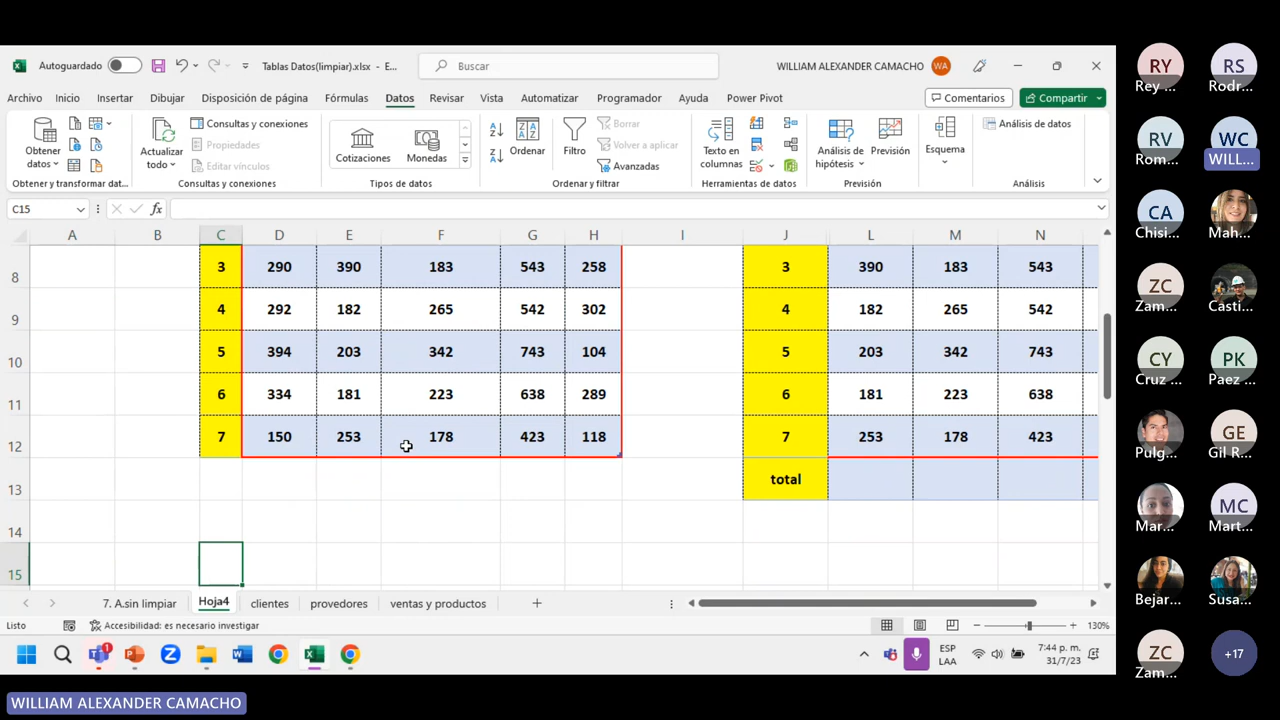 Autoguardado
Tablas Datos(limpiar).xlsx - E...
Buscar
WILLIAM ALEXANDER CAMACHO
WA
Archivo Inicio Insertar Dibujar Disposición de página Fórmulas Datos Revisar Vista Automatizar Programador Ayuda Power Pivot
Comentarios
Compartir
Obtener datos
Obtener y transformar dat...
Actualizar todo
Consultas y conexiones
Propiedades
Editar vínculos
Consultas y conexiones
Cotizaciones
Monedas
Tipos de datos
Ordenar
Filtro
Borrar
Volver a aplicar
Avanzadas
Ordenar y filtrar
Texto en columnas
Herramientas de datos
Análisis de hipótesis
Previsión
Previsión
Esquema
Análisis de datos
Análisis
C15
fx
A B C D E F G H I J L M N
8 3 290 390 183 543 258 3 390 183 543
9 4 292 182 265 542 302 4 182 265 542
10 5 394 203 342 743 104 5 203 342 743
11 6 334 181 223 638 289 6 181 223 638
12 7 150 253 178 423 118 7 253 178 423
13 total
14
15
7. A.sin limpiar Hoja4 clientes provedores ventas y productos
Listo
Accesibilidad: es necesario investigar
130%
1
ESP
LAA
7:44 p. m.
31/7/23
WILLIAM ALEXANDER CAMACHO
RY RS
Rey ... Rodr...
RV WC
Rom... WILL...
CA
Chisi... Mah...
ZC
Zam... Casti...
CY PK
Cruz ... Paez ...
GE
Pulg... Gil R...
MC
Mar... Mart...
Bejar... Susa...
ZC +17
Zam...